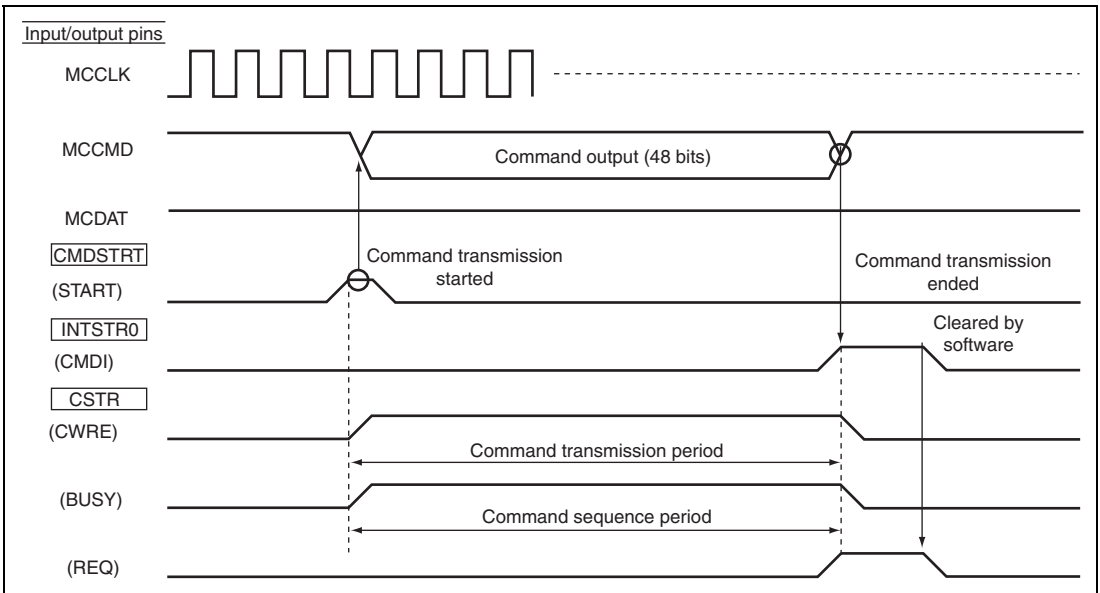 Input/output pins
MCCLK
MCCMD
Command output (48 bits)
MCDAT
CMDSTRT
(START)
Command transmission
started
Command transmission
ended
INTSTR0
(CMDI)
Cleared by
software
CSTR
(CWRE)
Command transmission period
(BUSY)
Command sequence period
(REQ)